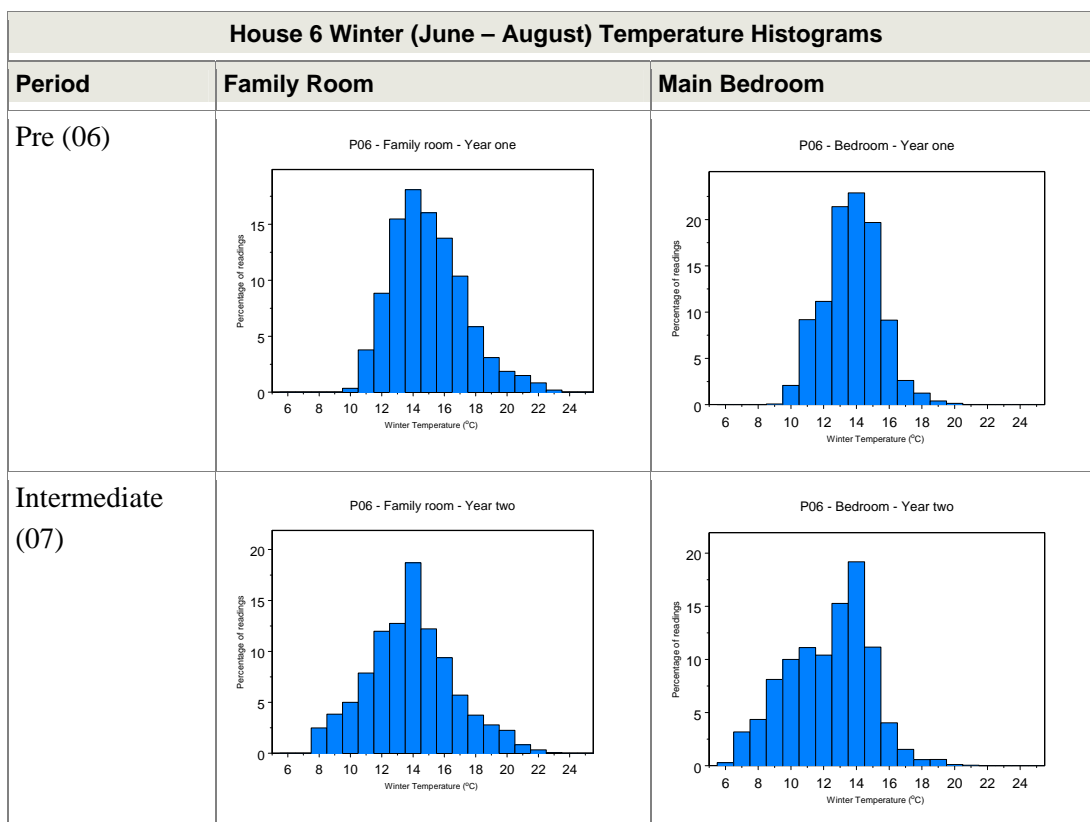 House 6 Winter (June – August) Temperature Histograms
Period Family Room Main Bedroom
Pre (06)
P06 - Family room - Year one
Percentage of readings
15
10
5
0
6 8 10 12 14 16 18 20 22 24
Winter Temperature (°C)
P06 - Bedroom - Year one
Percentage of readings
20
15
10
5
0
6 8 10 12 14 16 18 20 22 24
Winter Temperature (°C)
Intermediate
(07)
P06 - Family room - Year two
Percentage of readings
20
15
10
5
0
6 8 10 12 14 16 18 20 22 24
Winter Temperature (°C)
P06 - Bedroom - Year two
Percentage of readings
20
15
10
5
0
6 8 10 12 14 16 18 20 22 24
Winter Temperature (°C)